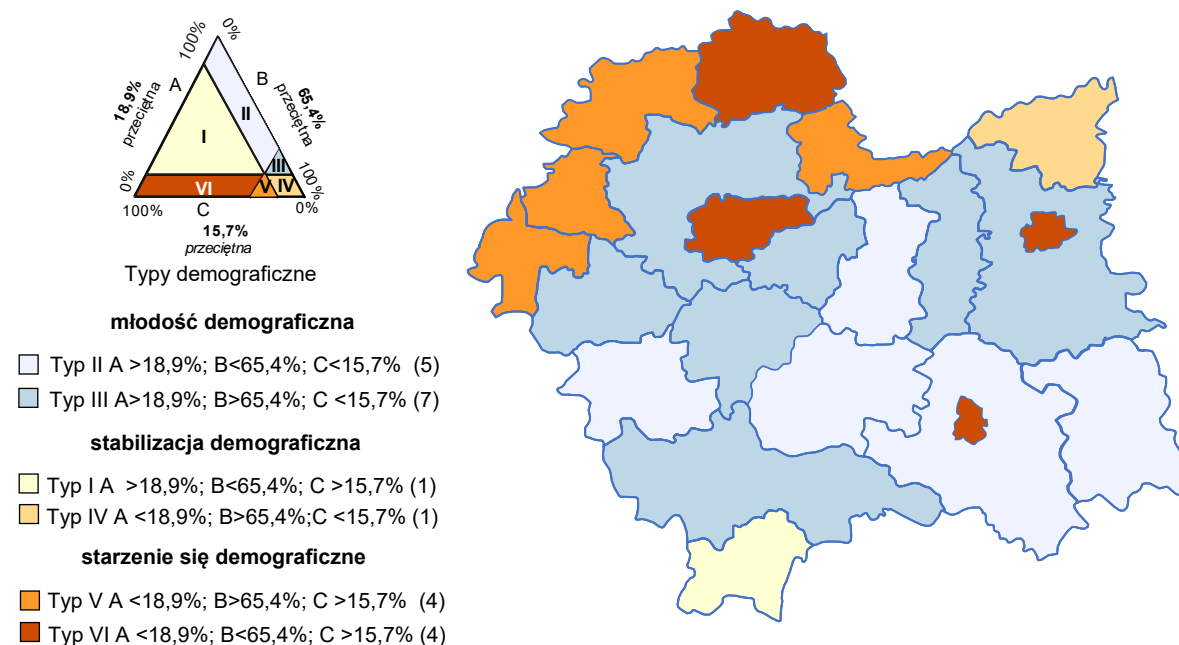 100%
0%
A
B
18,9%
przeciętna
65,4%
przeciętna
I
II
III
0%
100 %
VI
V
IV
100%
C
0%
15,7%
przeciętna
Typy demograficzne
młodość demograficzna
Typ II A >18,9%; B<65,4%; C<15,7% (5)
Typ III A>18,9%; B>65,4%; C <15,7% (7)
stabilizacja demograficzna
Typ I A >18,9%; B<65,4%; C >15,7% (1)
Typ IV A <18,9%; B>65,4%;C <15,7% (1)
starzenie się demograficzne
Typ V A <18,9%; B>65,4%; C >15,7% (4)
Typ VI A <18,9%; B<65,4%; C >15,7% (4)